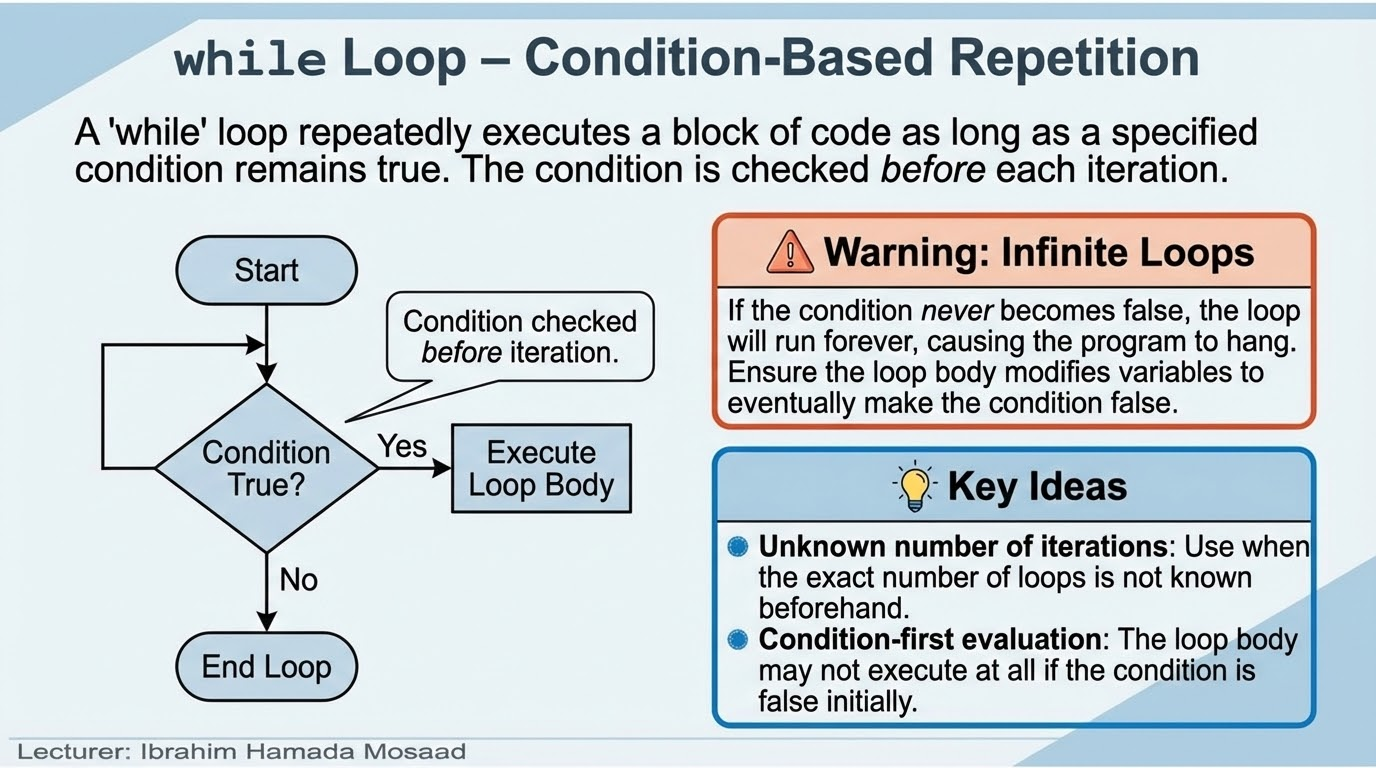 while Loop – Condition-Based Repetition
A 'while' loop repeatedly executes a block of code as long as a specified
condition remains true. The condition is checked before each iteration.
Start
Condition checked
before iteration.
Condition
True?
Yes
Execute
Loop Body
No
End Loop
Warning: Infinite Loops
If the condition never becomes false, the loop
will run forever, causing the program to hang.
Ensure the loop body modifies variables to
eventually make the condition false.
Key Ideas
Unknown number of iterations: Use when
the exact number of loops is not known
beforehand.
Condition-first evaluation: The loop body
may not execute at all if the condition is
false initially.
Lecturer: Ibrahim Hamada Mosaad